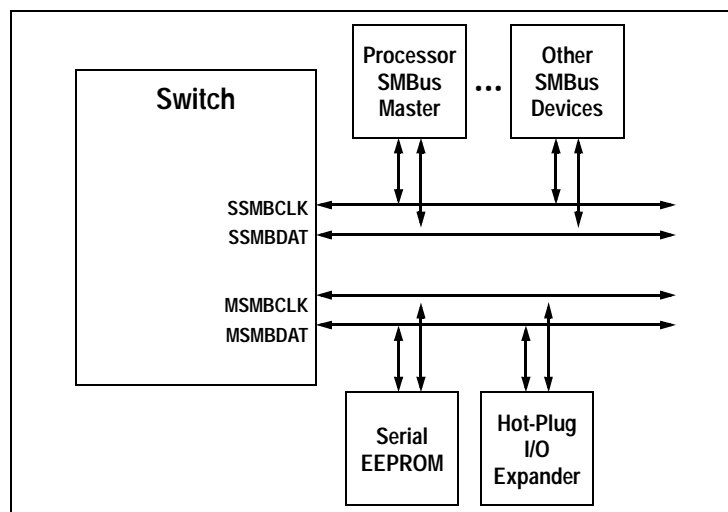 Switch
Processor
SMBus
Master
...
Other
SMBus
Devices
SSMBCLK
SSMBDAT
MSMBCLK
MSMBDAT
Serial
EEPROM
Hot-Plug
I/O
Expander